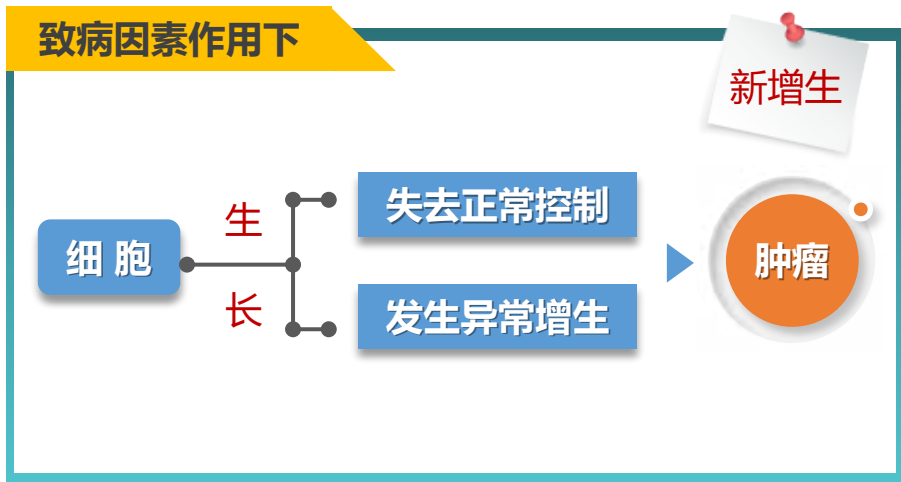 致病因素作用下
新增生
细 胞
生
长
失去正常控制
发生异常增生
肿瘤